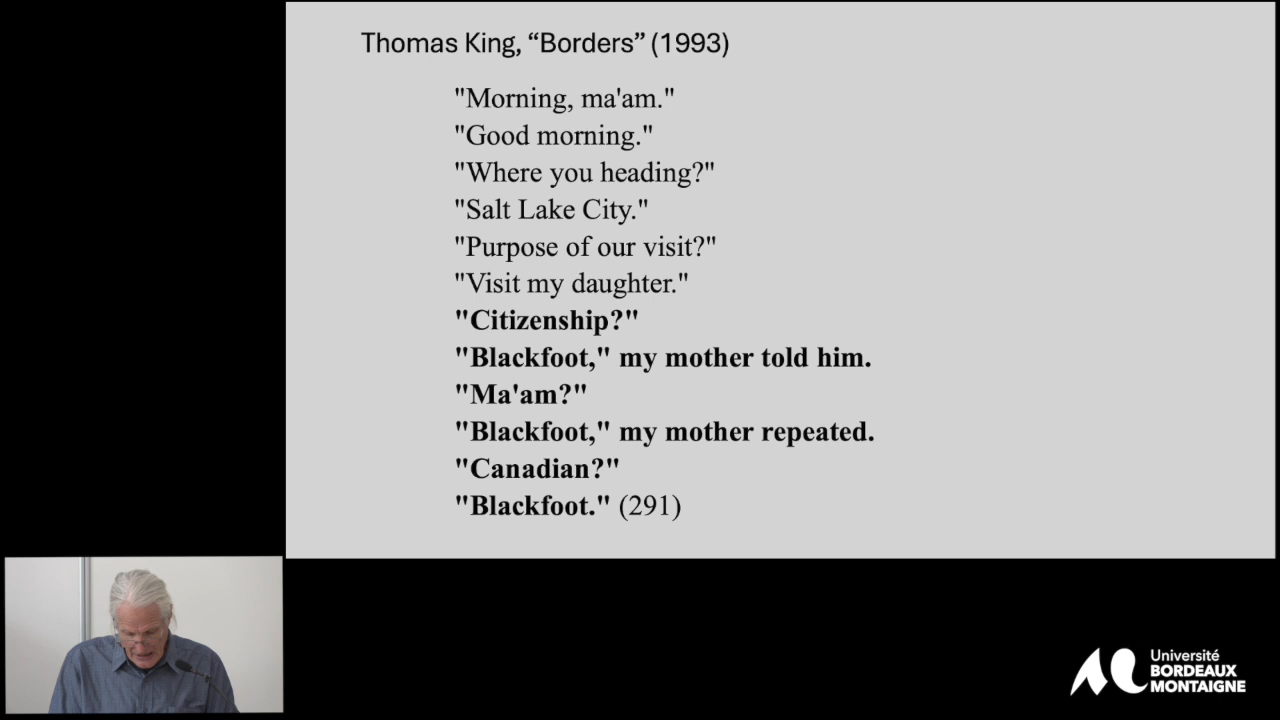 Thomas King, “Borders” (1993)
"Morning, ma'am."
"Good morning."
"Where you heading?"
"Salt Lake City."
"Purpose of our visit?"
"Visit my daughter."
"Citizenship?"
"Blackfoot," my mother told him.
"Ma'am?"
"Blackfoot," my mother repeated.
"Canadian?"
"Blackfoot." (291)
Université
BORDEAUX
MONTAIGNE